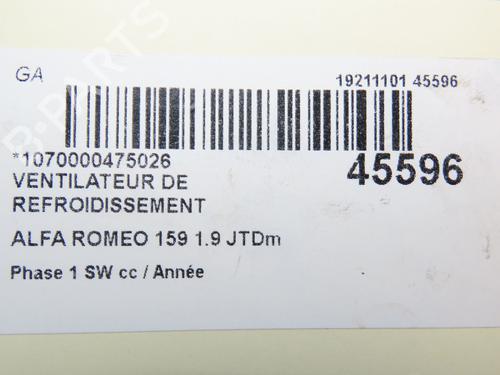 GA
19211101 45596
*1070000475026
45596
VENTILATEUR DE
REFROIDISSEMENT
ALFA ROMEO 159 1.9 JTDm
Phase 1 SW cc / Année
B-PARTS